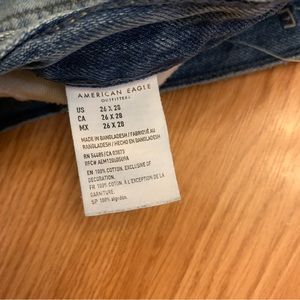 AMERICAN EAGLE
OUTFITTERS
US 26 X 28
CA 26 X 28
MX 26 X 28
MADE IN BANGLADESH / FABRIQUÉ AU
BANGLADESH / HECHO EN BANGLADESH
RN 54485 / CA 03073
EN 100% COTTON. EXCLUSIVE OF
DECORATION.
FR 100% COTON. À L'EXCEPTION DE LA
GARNITURE.
SP 100% algodón.